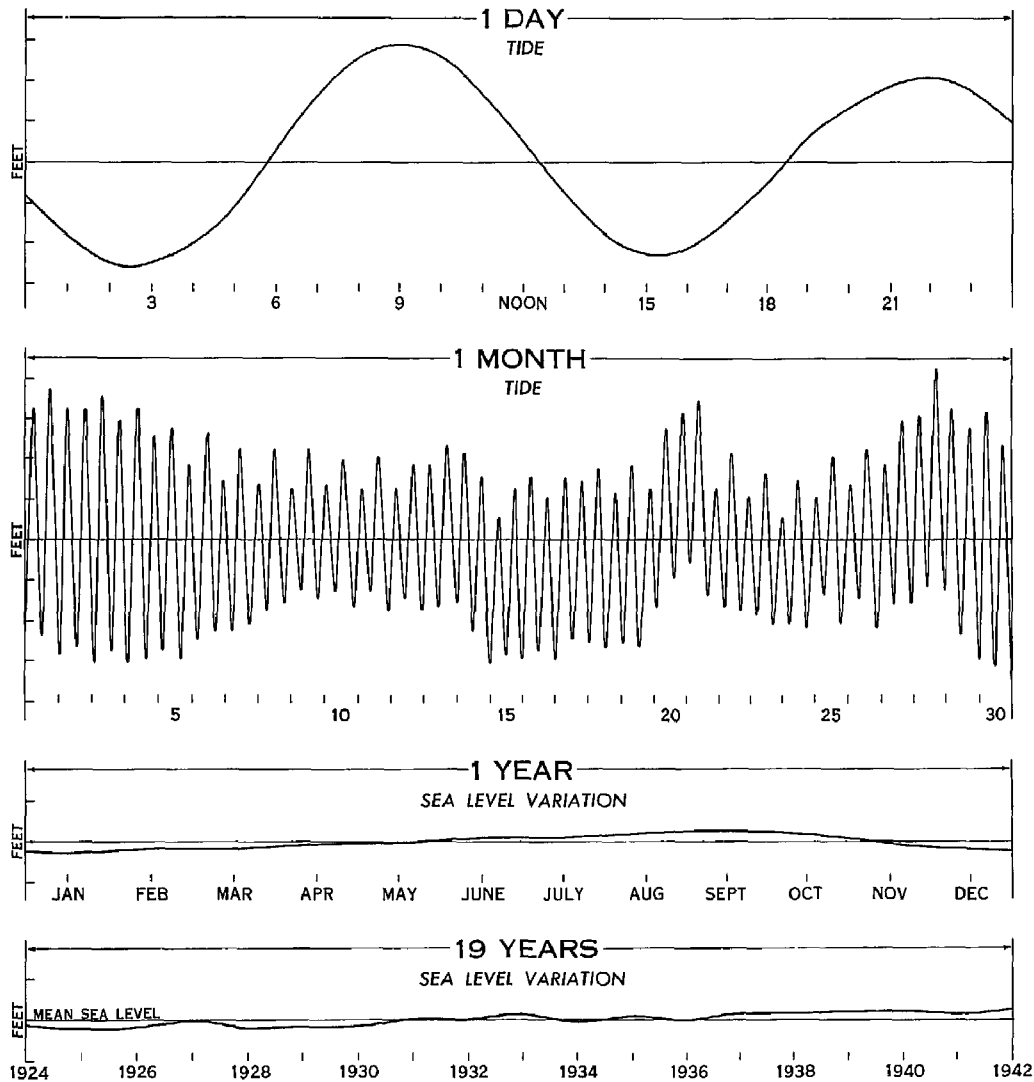 1 DAY
TIDE
FEET
3 6 9 NOON 15 18 21
1 MONTH
TIDE
FEET
5 10 15 20 25 30
1 YEAR
SEA LEVEL VARIATION
FEET
JAN FEB MAR APR MAY JUNE JULY AUG SEPT OCT NOV DEC
19 YEARS
SEA LEVEL VARIATION
FEET
MEAN SEA LEVEL
1924 1926 1928 1930 1932 1934 1936 1938 1940 1942